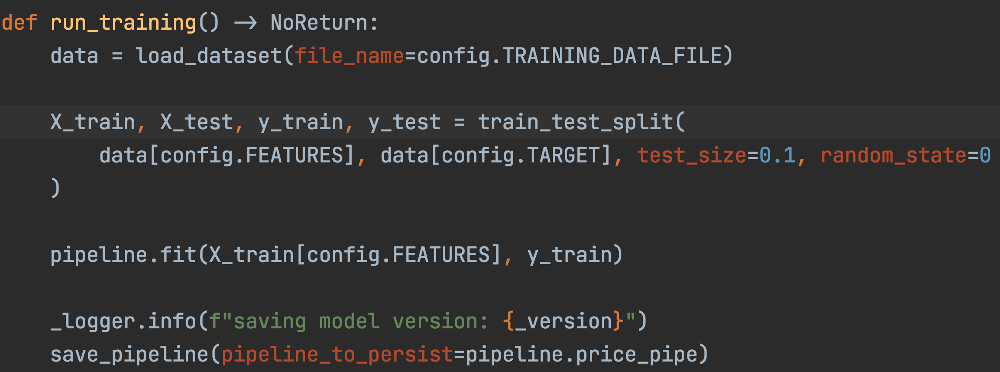 def run_training() -> NoReturn:
    data = load_dataset(file_name=config.TRAINING_DATA_FILE)

    X_train, X_test, y_train, y_test = train_test_split(
        data[config.FEATURES], data[config.TARGET], test_size=0.1, random_state=0
    )

    pipeline.fit(X_train[config.FEATURES], y_train)

    _logger.info(f"saving model version: {_version}")
    save_pipeline(pipeline_to_persist=pipeline.price_pipe)